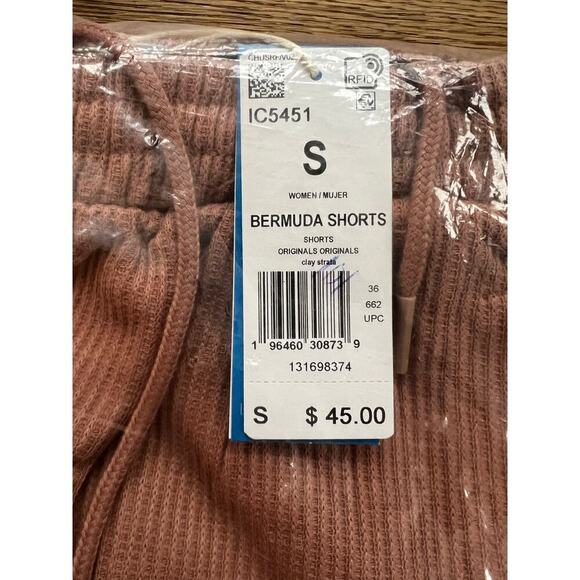 RFID
IC5451
S
WOMEN / MUJER
BERMUDA SHORTS
SHORTS
ORIGINALS ORIGINALS
clay strata
36
662
UPC
1 96460 30873 9
131698374
S $ 45.00